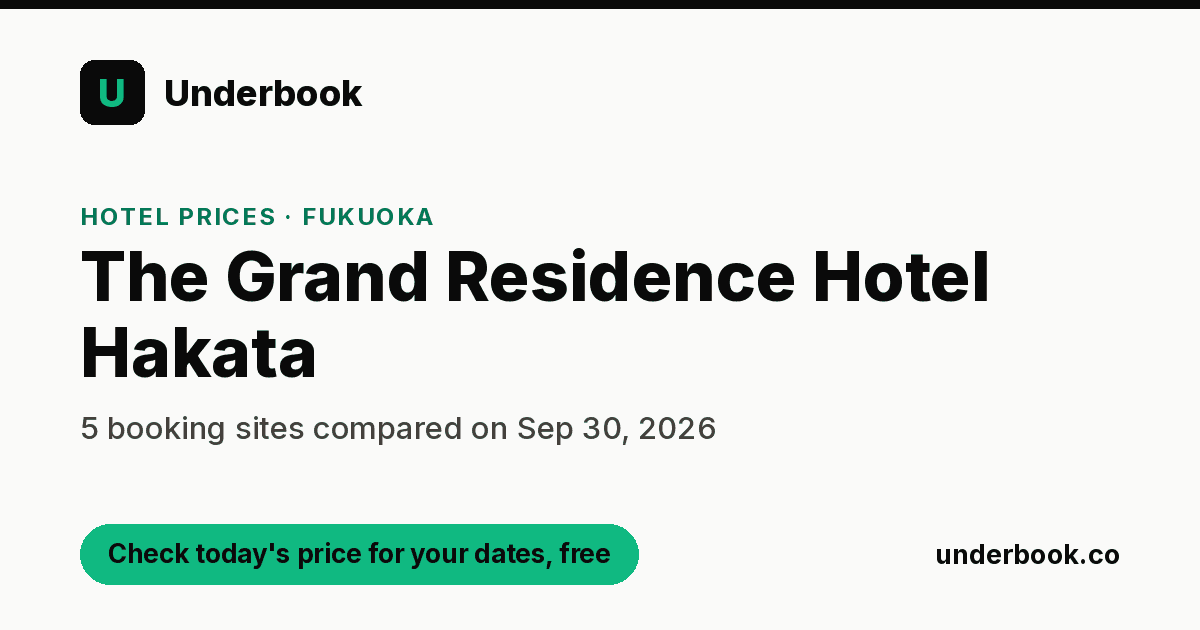 U Underbook
HOTEL PRICES · FUKUOKA
The Grand Residence Hotel
Hakata
5 booking sites compared on Sep 30, 2026
Check today's price for your dates, free
underbook.co